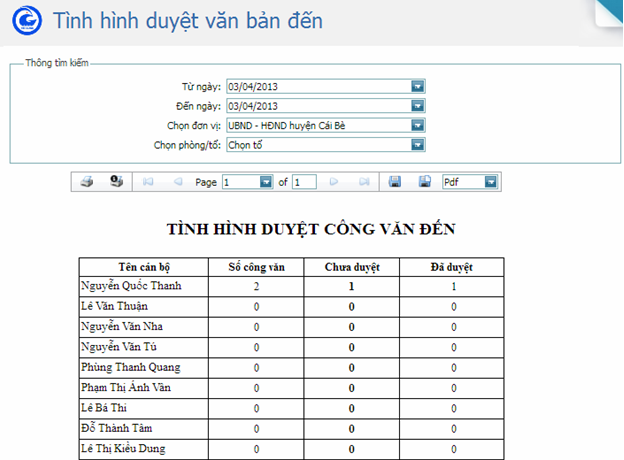 Tình hình duyệt văn bản đến
Thông tìm kiếm
Từ ngày: 03/04/2013
Đến ngày: 03/04/2013
Chọn đơn vị: UBND - HĐND huyện Cái Bè
Chọn phòng/tổ: Chọn tổ
Page 1 of 1 Pdf
TÌNH HÌNH DUYỆT CÔNG VĂN ĐẾN
Tên cán bộ Số công văn Chưa duyệt Đã duyệt
Nguyễn Quốc Thanh 2 1 1
Lê Văn Thuận 0 0 0
Nguyễn Văn Nha 0 0 0
Nguyễn Văn Tú 0 0 0
Phùng Thanh Quang 0 0 0
Phạm Thị Ánh Vân 0 0 0
Lê Bá Thi 0 0 0
Đỗ Thành Tâm 0 0 0
Lê Thị Kiều Dung 0 0 0